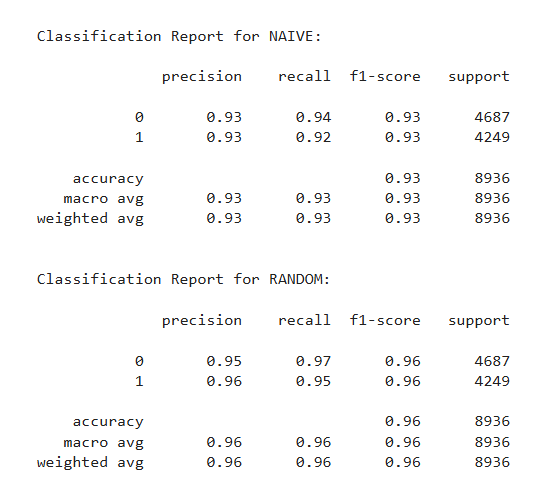 Classification Report for NAIVE:
precision recall f1-score support
0 0.93 0.94 0.93 4687
1 0.93 0.92 0.93 4249
accuracy 0.93 8936
macro avg 0.93 0.93 0.93 8936
weighted avg 0.93 0.93 0.93 8936
Classification Report for RANDOM:
precision recall f1-score support
0 0.95 0.97 0.96 4687
1 0.96 0.95 0.96 4249
accuracy 0.96 8936
macro avg 0.96 0.96 0.96 8936
weighted avg 0.96 0.96 0.96 8936